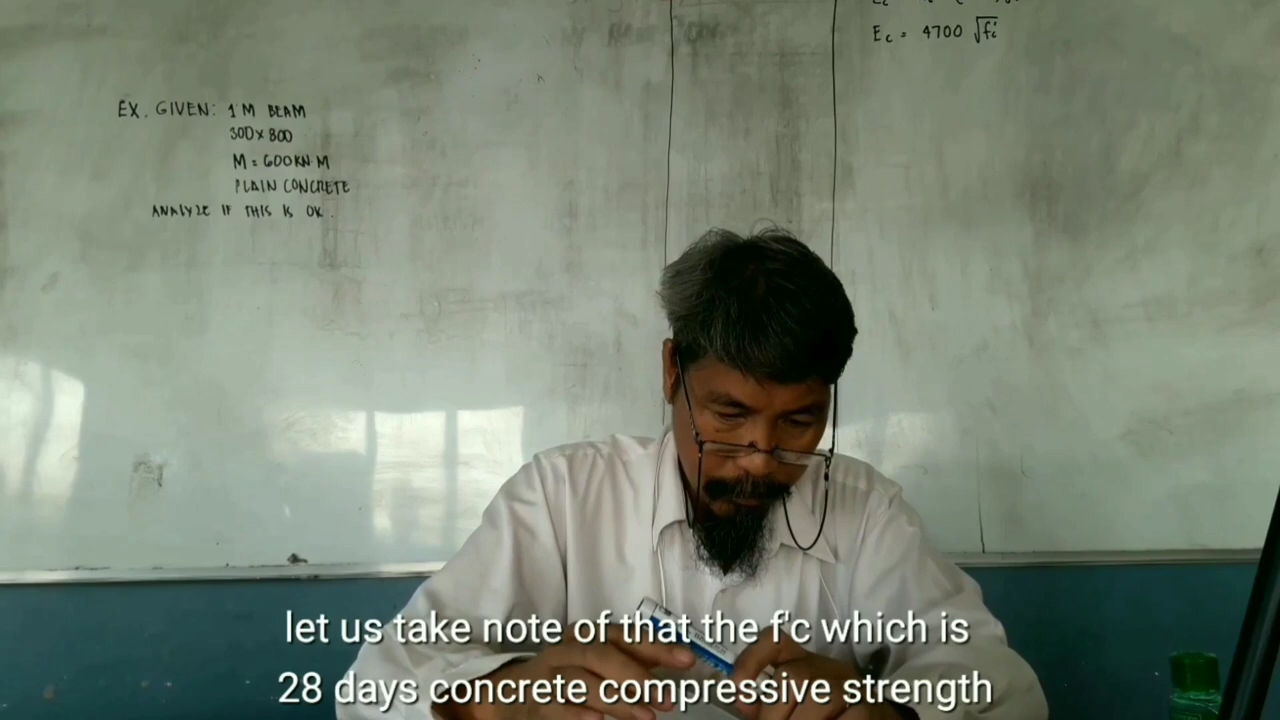 Ec = 4700 √f'c
EX. GIVEN: 1M BEAM
300 x 800
M = 600 KN·M
PLAIN CONCRETE
ANALYZE IF THIS IS OK.
let us take note of that the f'c which is
28 days concrete compressive strength